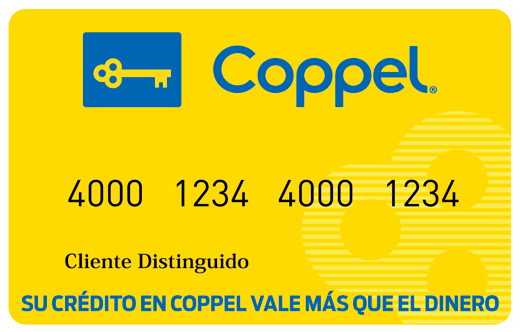 Coppel®
4000 1234 4000 1234
Cliente Distinguido
SU CRÉDITO EN COPPEL VALE MÁS QUE EL DINERO